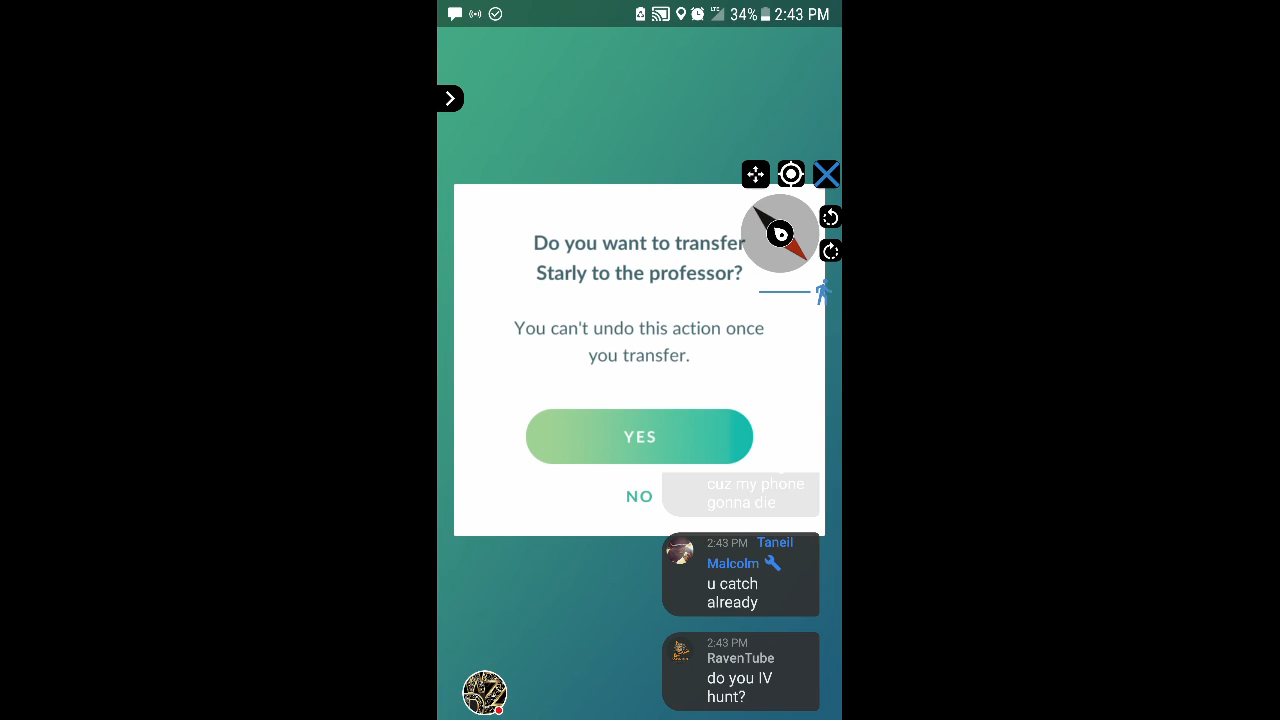 LTE 34% 2:43 PM
Do you want to transfer
Starly to the professor?
You can't undo this action once
you transfer.
YES
NO
cuz my phone
gonna die
2:43 PM Taneil
Malcolm
u catch
already
2:43 PM
RavenTube
do you IV
hunt?